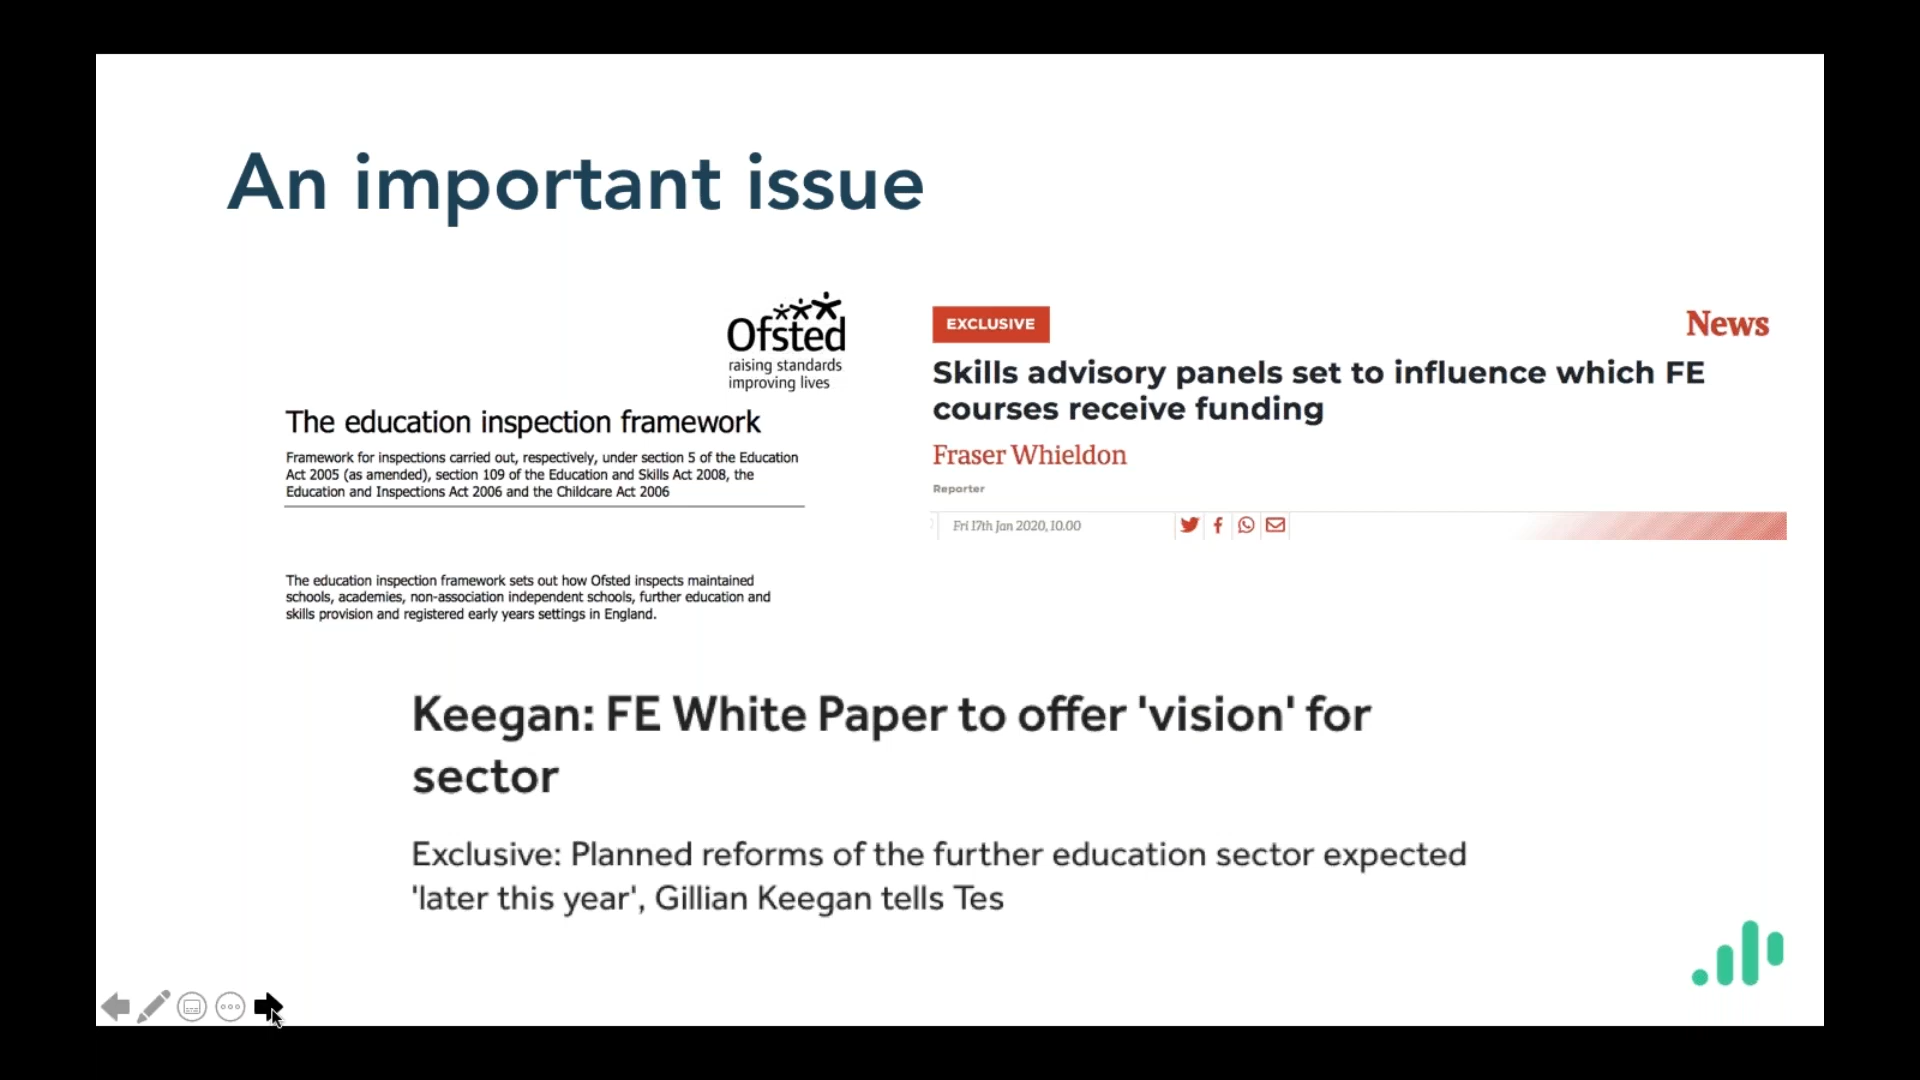 An important issue
Ofsted
raising standards
improving lives
The education inspection framework
Framework for inspections carried out, respectively, under section 5 of the Education
Act 2005 (as amended), section 109 of the Education and Skills Act 2008, the
Education and Inspections Act 2006 and the Childcare Act 2006
The education inspection framework sets out how Ofsted inspects maintained
schools, academies, non-association independent schools, further education and
skills provision and registered early years settings in England.
EXCLUSIVE
News
Skills advisory panels set to influence which FE
courses receive funding
Fraser Whieldon
Reporter
Fri 17th Jan 2020, 10.00
Keegan: FE White Paper to offer 'vision' for
sector
Exclusive: Planned reforms of the further education sector expected
'later this year', Gillian Keegan tells Tes